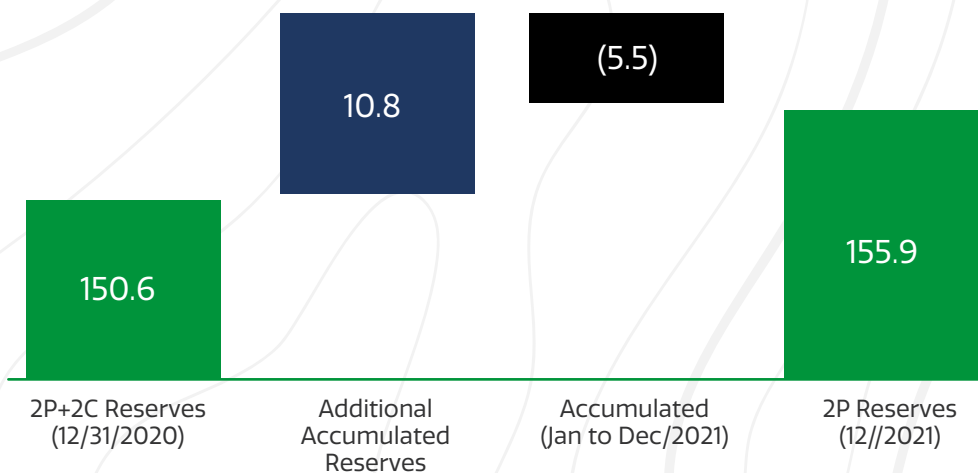 150.6
10.8
(5.5)
155.9
2P+2C Reserves
(12/31/2020)
Additional
Accumulated
Reserves
Accumulated
(Jan to Dec/2021)
2P Reserves
(12//2021)